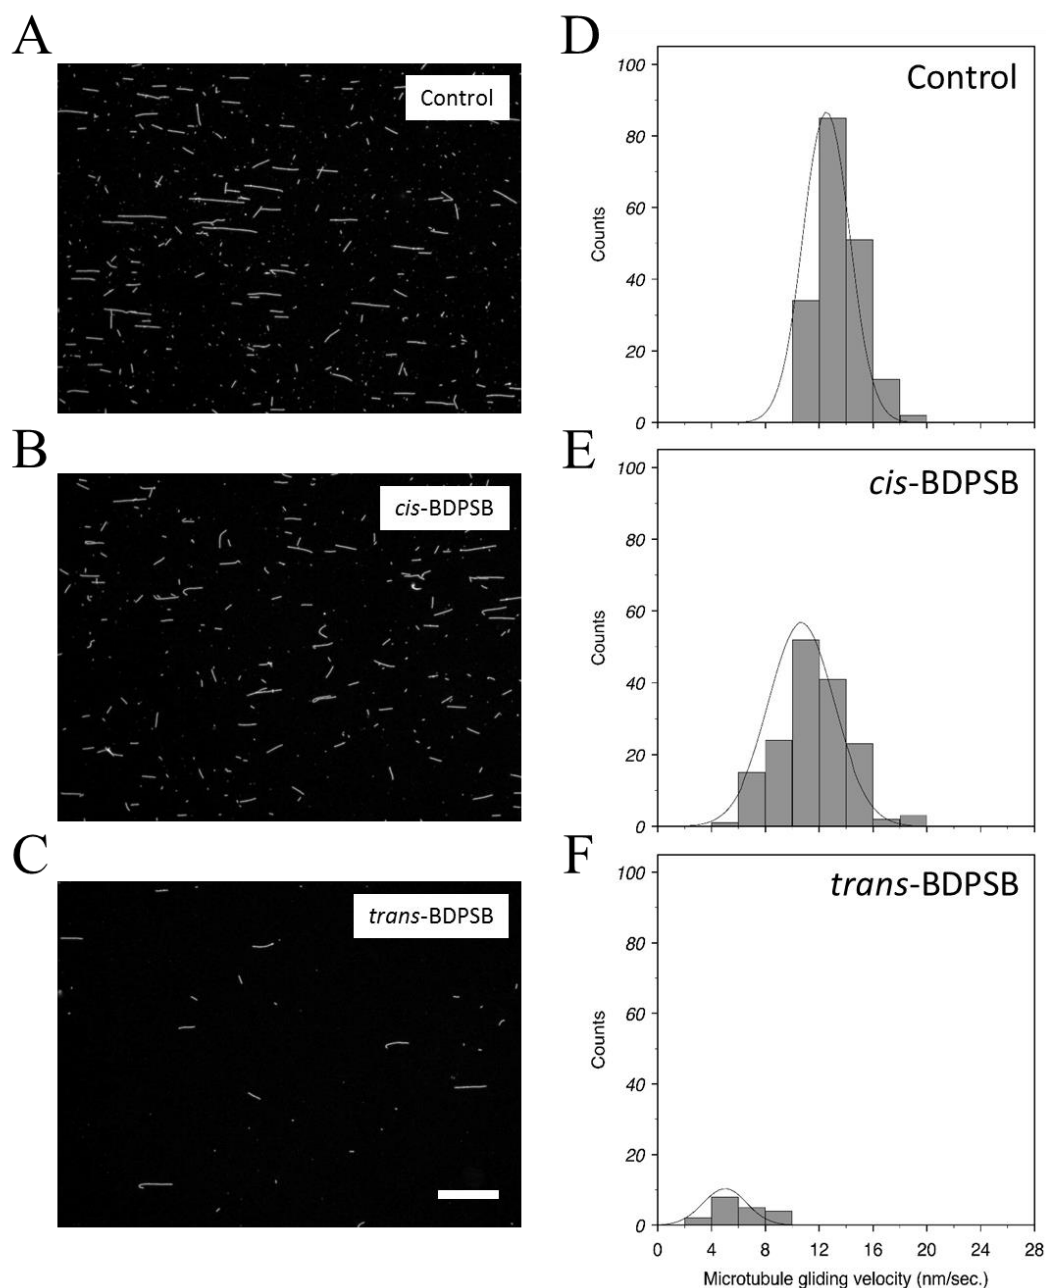 A
Control
B
cis-BDPSB
C
trans-BDPSB
D
Control
100
80
60
40
20
0
Counts
E
cis-BDPSB
100
80
60
40
20
0
Counts
F
trans-BDPSB
100
80
60
40
20
0
Counts
0 4 8 12 16 20 24 28
Microtubule gliding velocity (nm/sec.)